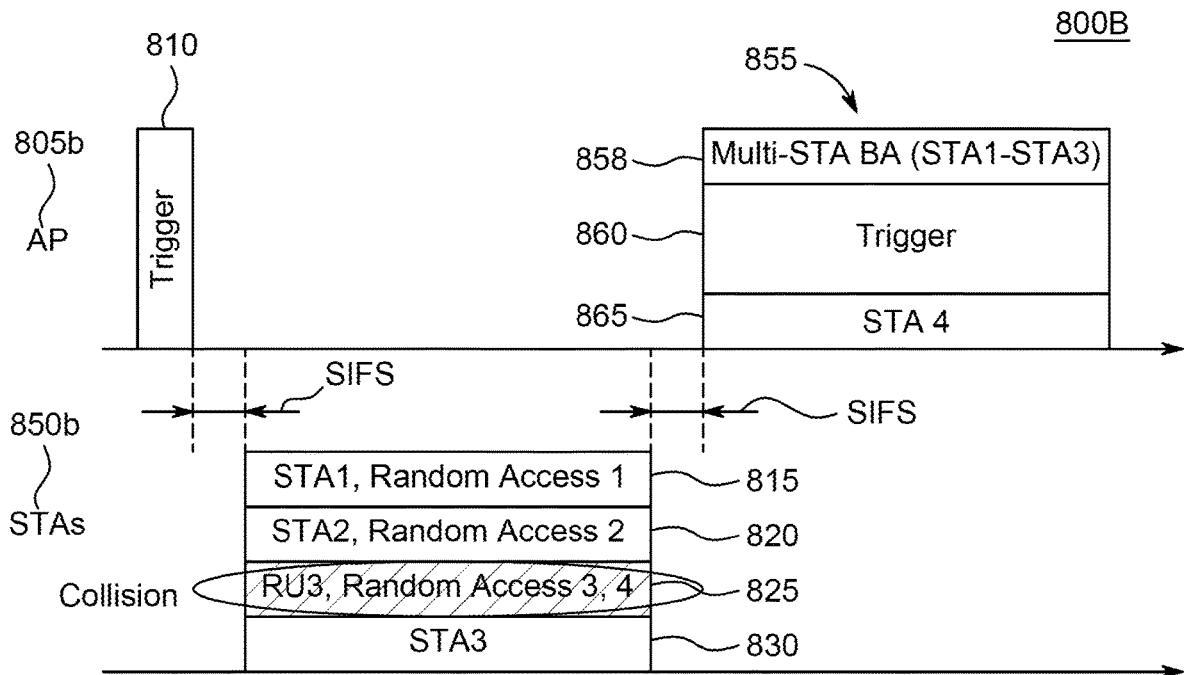 800B
810
855
805b
AP
Trigger
858
Multi-STA BA (STA1-STA3)
860
Trigger
865
STA 4
SIFS
SIFS
850b
STAs
STA1, Random Access 1
815
STA2, Random Access 2
820
Collision
RU3, Random Access 3, 4
825
STA3
830